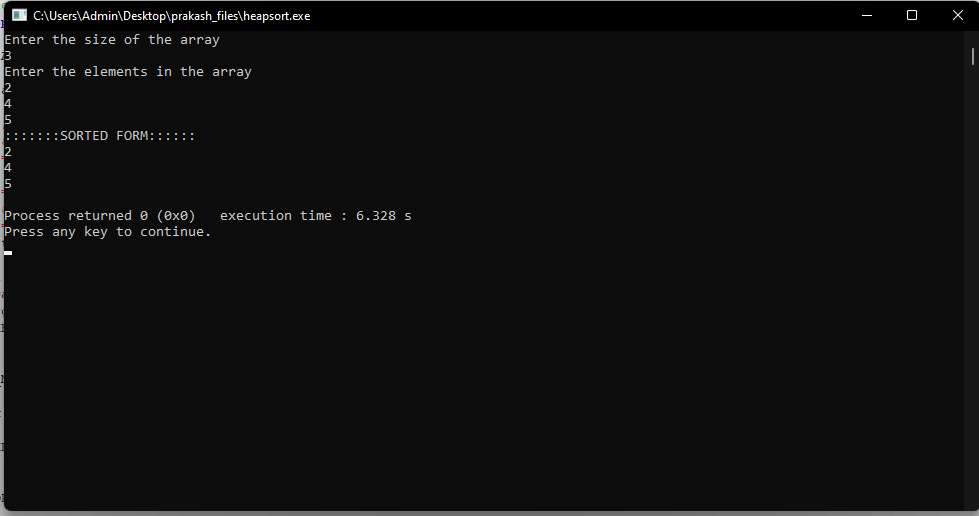 C:\Users\Admin\Desktop\prakash_files\heapsort.exe
Enter the size of the array
3
Enter the elements in the array
2
4
5
:::::::SORTED FORM::::::
2
4
5
Process returned 0 (0x0)   execution time : 6.328 s
Press any key to continue.